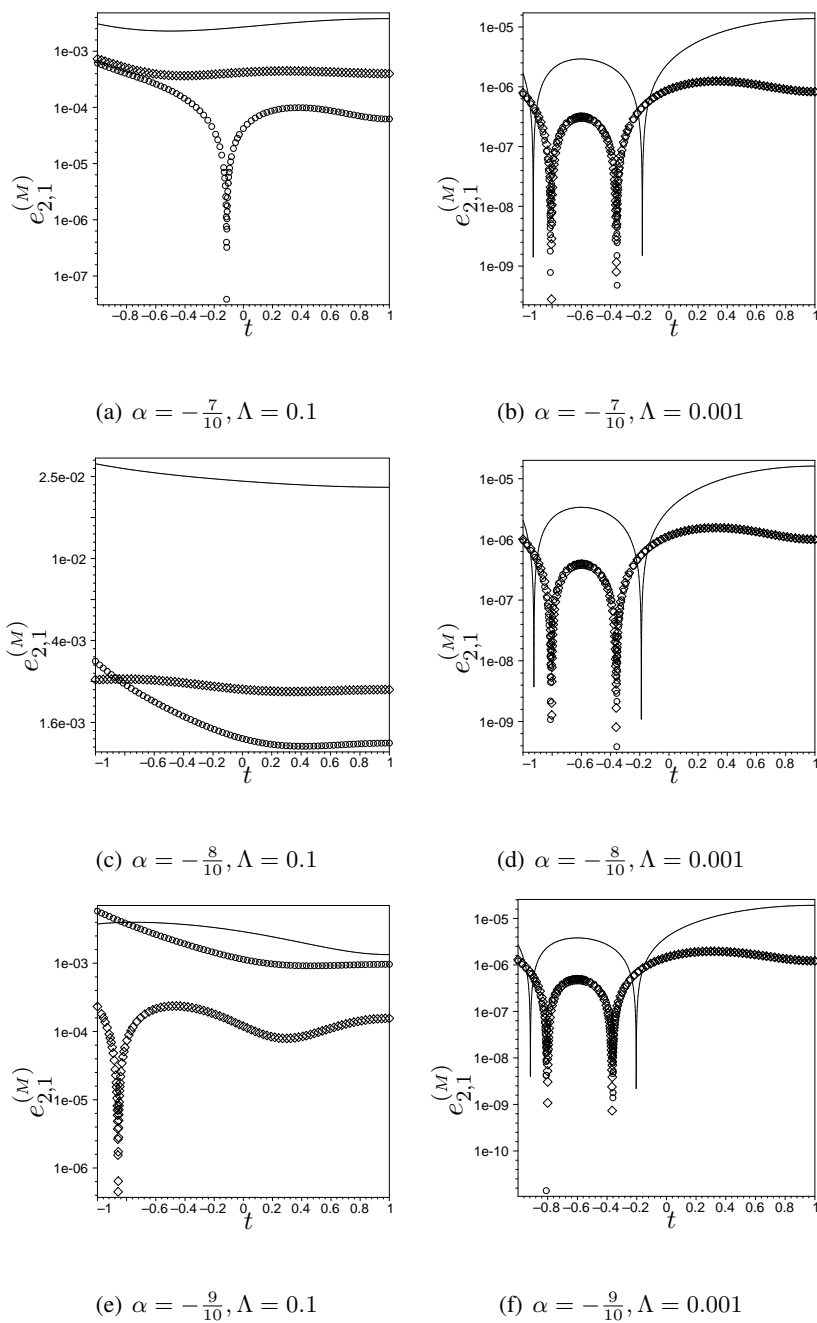 1e-03
1e-04
1e-05
1e-06
1e-07
e_{2,1}^{(M)}
−0.8 −0.6 −0.4 −0.2 0 0.2 0.4 0.6 0.8 1
t
(a) α = −7/10, Λ = 0.1
1e-05
1e-06
1e-07
1e-08
1e-09
e_{2,1}^{(M)}
−1 −0.6 −0.4 −0.2 0 0.2 0.4 0.6 0.8 1
t
(b) α = −7/10, Λ = 0.001
2.5e-02
1e-02
.4e-03
1.6e-03
e_{2,1}^{(M)}
−1 −0.6 −0.4 −0.2 0 0.2 0.4 0.6 0.8 1
t
(c) α = −8/10, Λ = 0.1
1e-05
1e-06
1e-07
1e-08
1e-09
e_{2,1}^{(M)}
−1 −0.6 −0.4 −0.2 0 0.2 0.4 0.6 0.8 1
t
(d) α = −8/10, Λ = 0.001
1e-03
1e-04
1e-05
1e-06
e_{2,1}^{(M)}
−1 −0.6 −0.4 −0.2 0 0.2 0.4 0.6 0.8 1
t
(e) α = −9/10, Λ = 0.1
1e-05
1e-06
1e-07
1e-08
1e-09
1e-10
e_{2,1}^{(M)}
−0.8 −0.6 −0.4 −0.2 0 0.2 0.4 0.6 0.8 1
t
(f) α = −9/10, Λ = 0.001